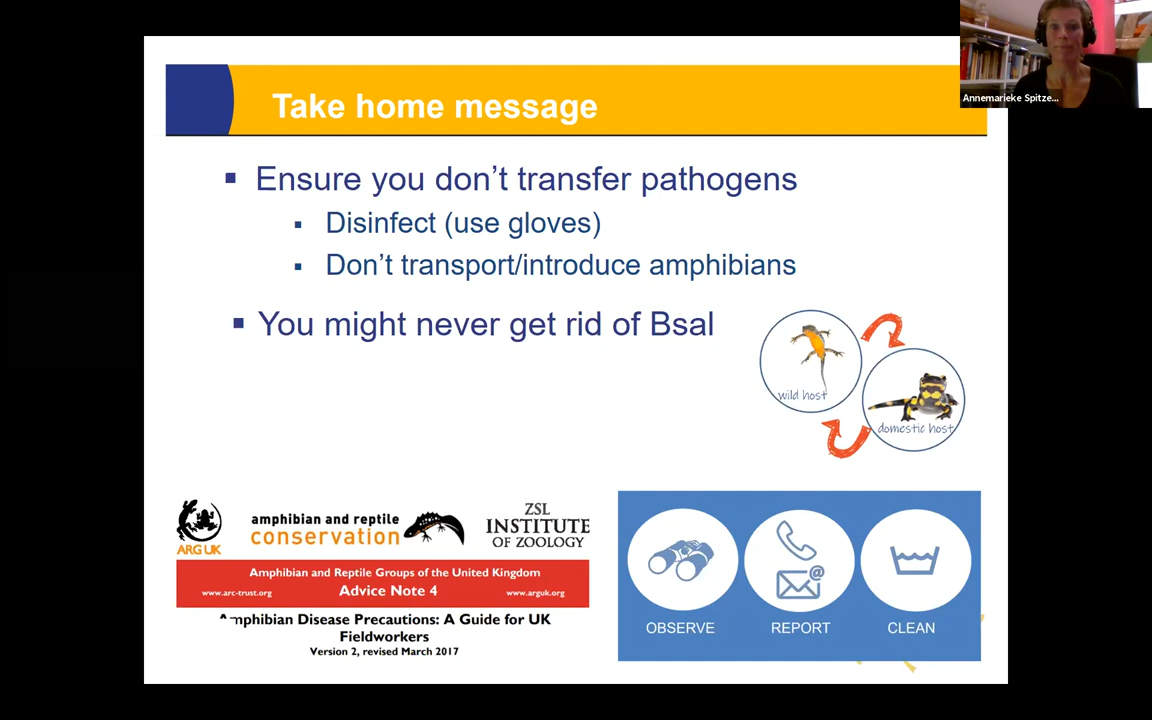 Annemarieke Spitze...
Take home message
▪ Ensure you don't transfer pathogens
▪ Disinfect (use gloves)
▪ Don't transport/introduce amphibians
▪ You might never get rid of Bsal
wild host
domestic host
ARG UK
amphibian and reptile
conservation
ZSL
INSTITUTE
OF ZOOLOGY
Amphibian and Reptile Groups of the United Kingdom
www.arc-trust.org Advice Note 4 www.arguk.org
Amphibian Disease Precautions: A Guide for UK
Fieldworkers
Version 2, revised March 2017
@
OBSERVE REPORT CLEAN